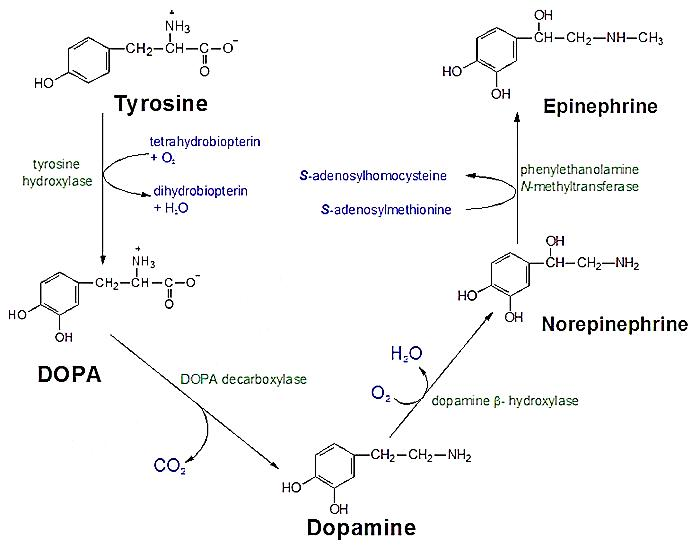 +
NH3
CH2—CH—C—O−
O
HO
Tyrosine
tyrosine
hydroxylase
tetrahydrobiopterin
+ O2
dihydrobiopterin
+ H2O
+
NH3
CH2—CH—C—O−
O
HO
OH
DOPA
DOPA decarboxylase
CO2
CH2—CH2—NH2
HO
OH
Dopamine
H2O
O2
dopamine β- hydroxylase
OH
CH—CH2—NH2
HO
OH
Norepinephrine
S-adenosylhomocysteine
S-adenosylmethionine
phenylethanolamine
N-methyltransferase
OH
CH—CH2—NH—CH3
HO
OH
Epinephrine